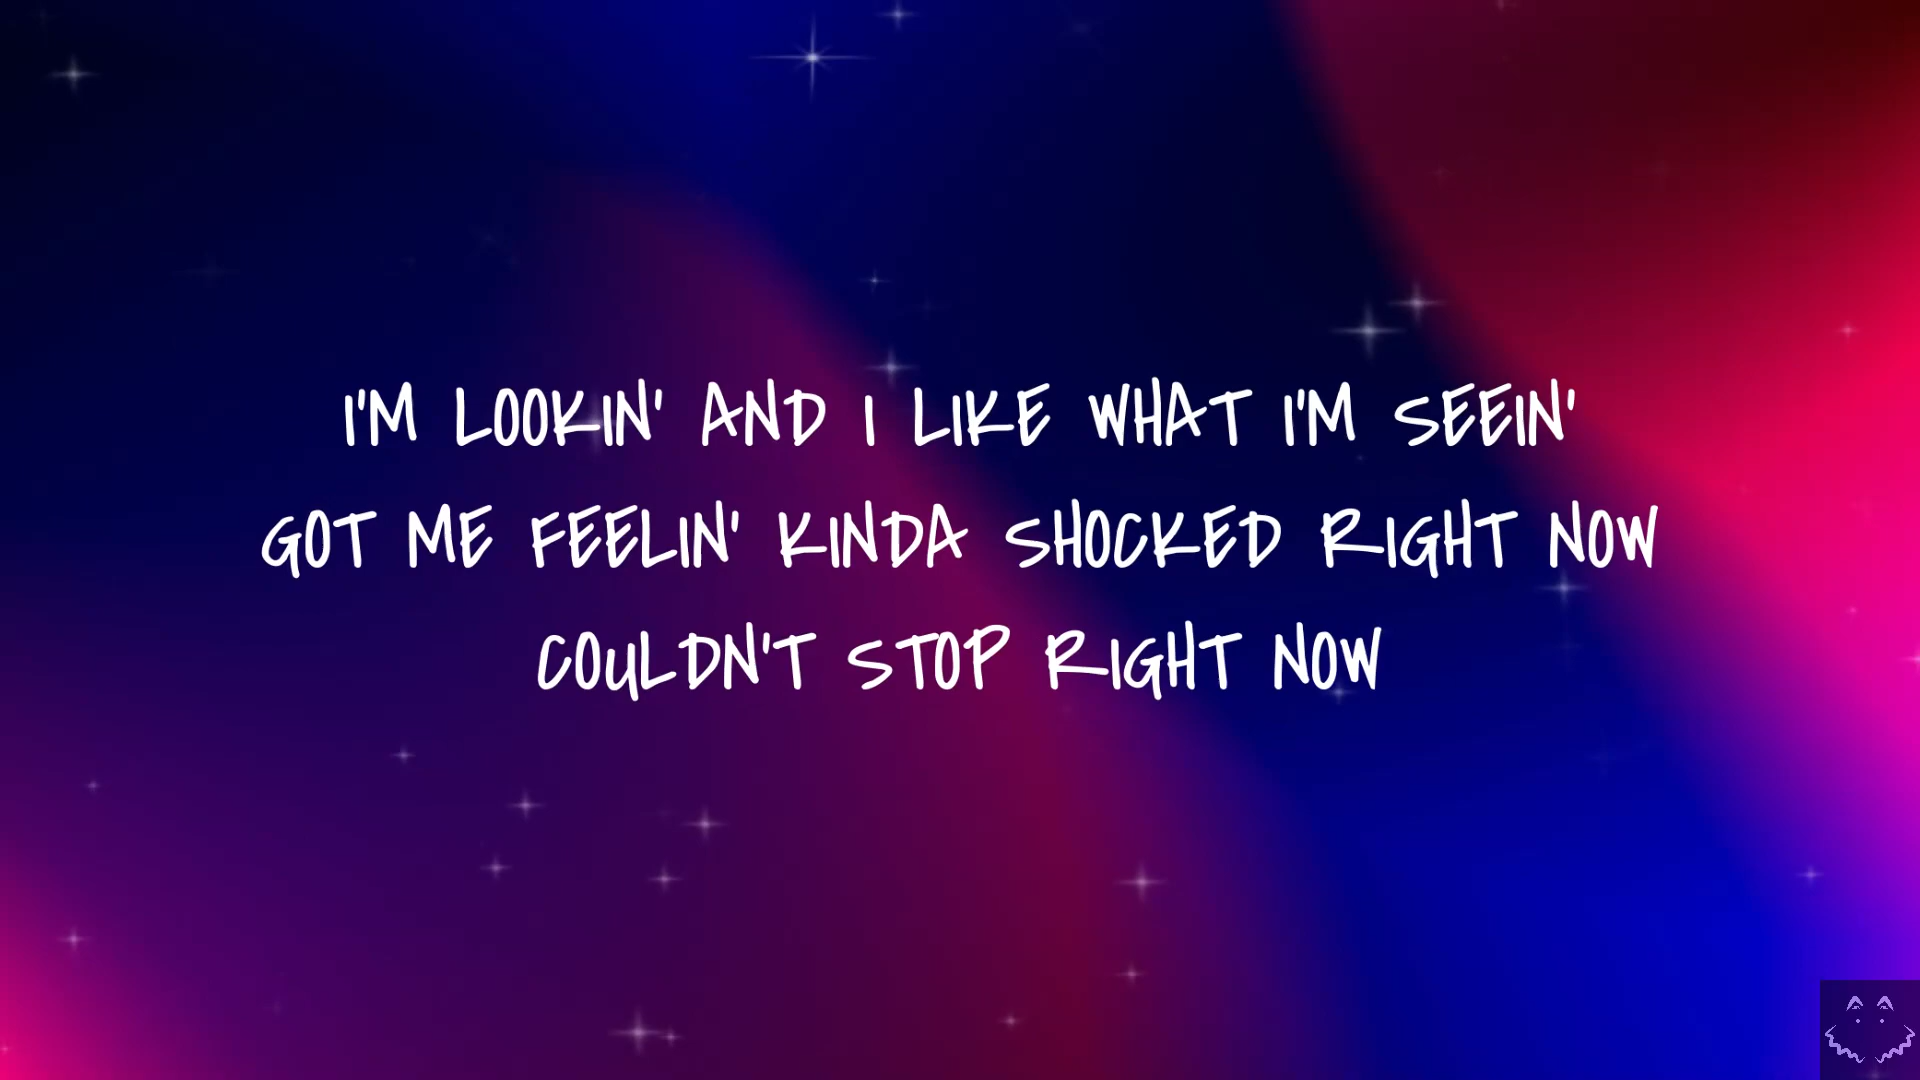 I'M LOOKIN' AND I LIKE WHAT I'M SEEIN'
GOT ME FEELIN' KINDA SHOCKED RIGHT NOW
COULDN'T STOP RIGHT NOW